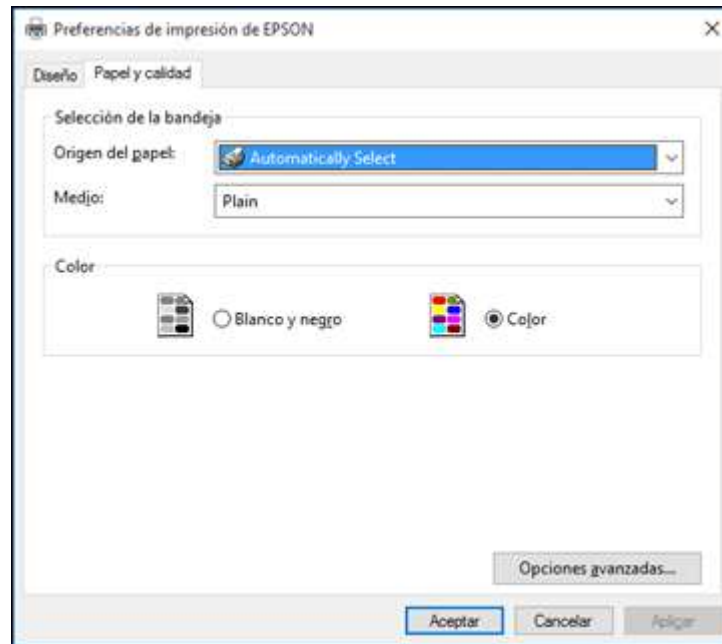 Preferencias de impresión de EPSON
Diseño Papel y calidad
Selección de la bandeja
Origen del papel: Automatically Select
Medio: Plain
Color
Blanco y negro Color
Opciones avanzadas...
Aceptar Cancelar Aplicar